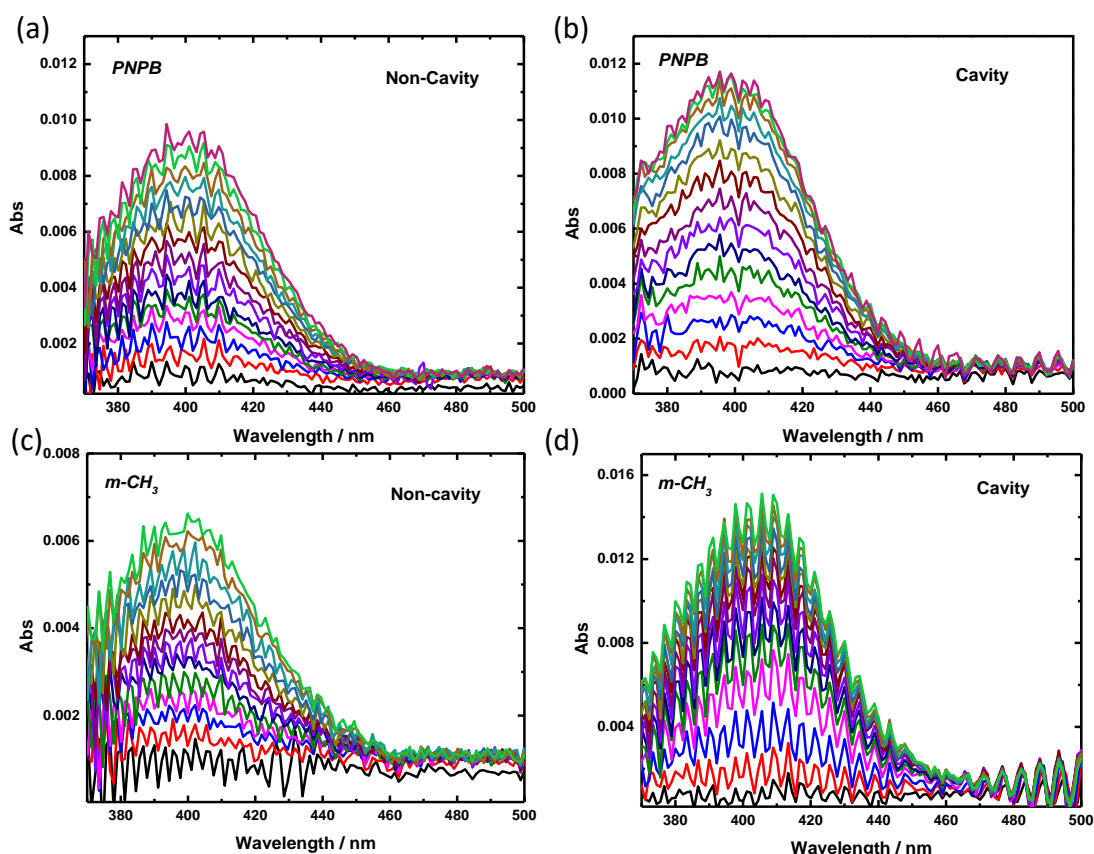 (a)
PNPB
Non-Cavity
0.012
0.010
0.008
0.006
0.004
0.002
Abs
380 400 420 440 460 480 500
Wavelength / nm
(b)
PNPB
Cavity
0.012
0.010
0.008
0.006
0.004
0.002
0.000
Abs
380 400 420 440 460 480 500
Wavelength / nm
(c)
m-CH3
Non-cavity
0.008
0.006
0.004
0.002
Abs
380 400 420 440 460 480 500
Wavelength / nm
(d)
m-CH3
Cavity
0.016
0.012
0.008
0.004
Abs
380 400 420 440 460 480 500
Wavelength / nm